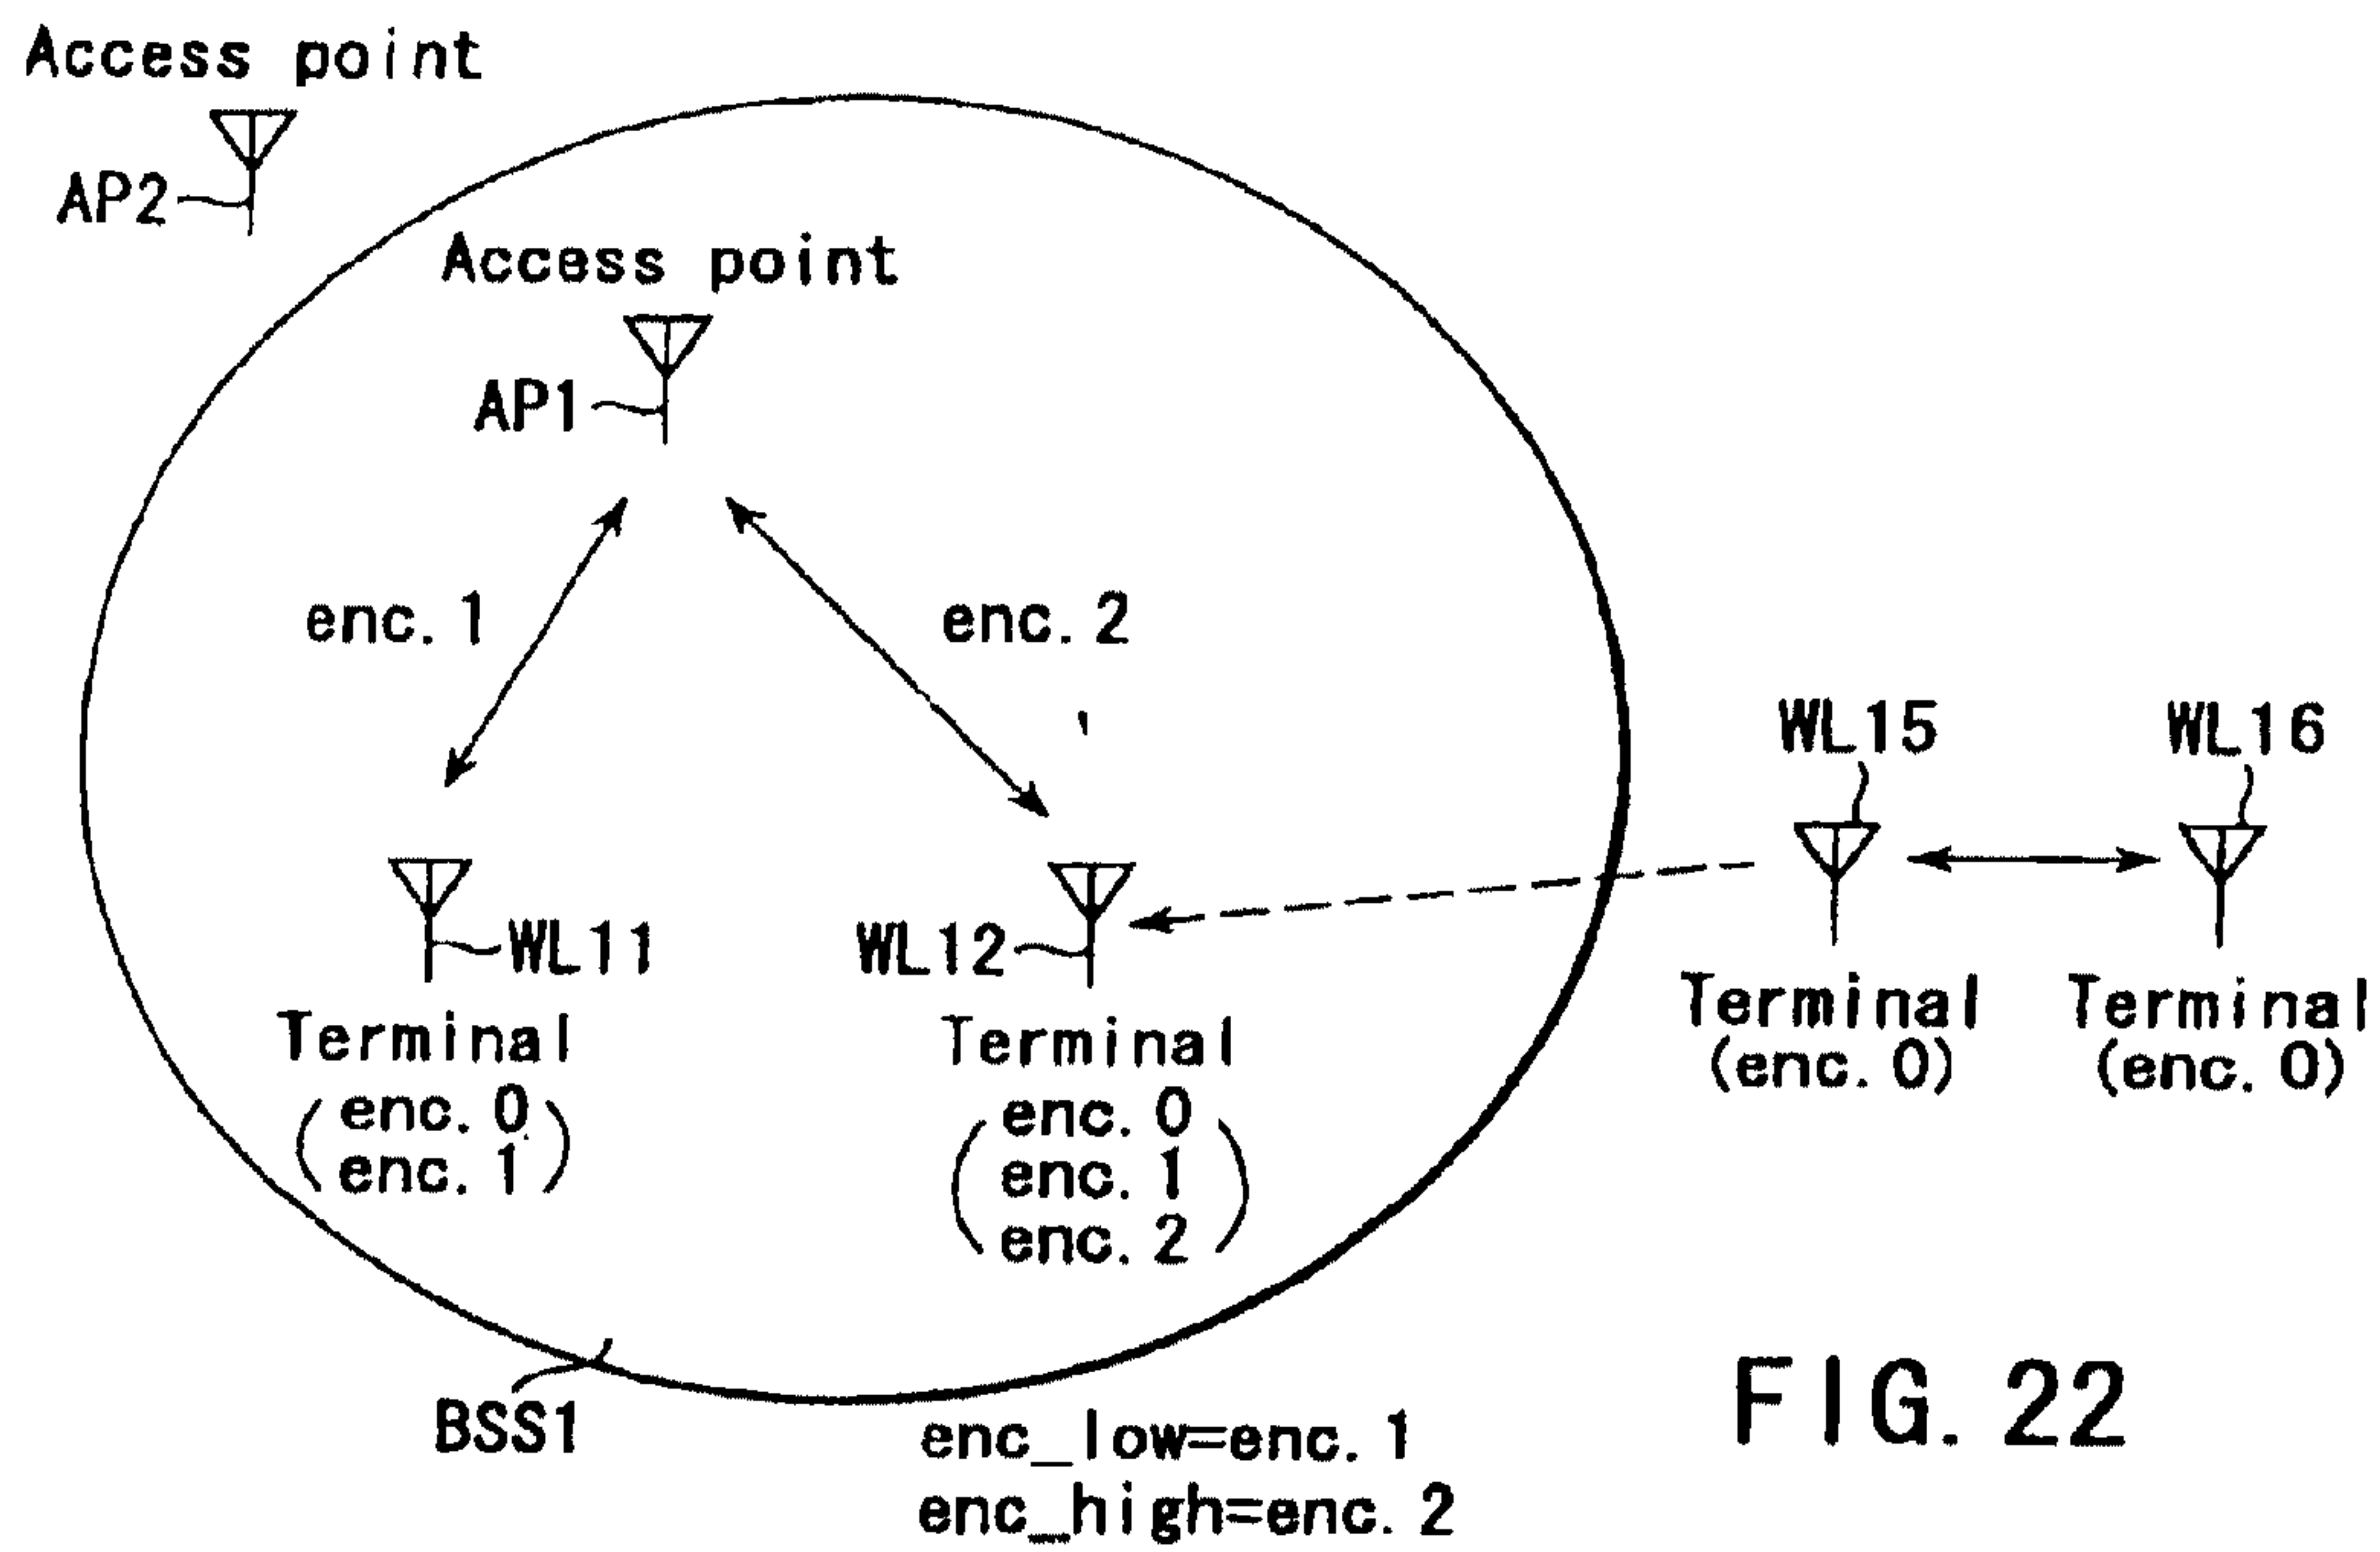 Access point
AP2
Access point
AP1
enc. 1
enc. 2
WL15
WL16
WL11
WL12
Terminal
(enc. 0)
Terminal
(enc. 0)
Terminal
(enc. 0
enc. 1)
Terminal
(enc. 0
enc. 1
enc. 2)
BSS1
enc_low=enc. 1
enc_high=enc. 2
FIG. 22